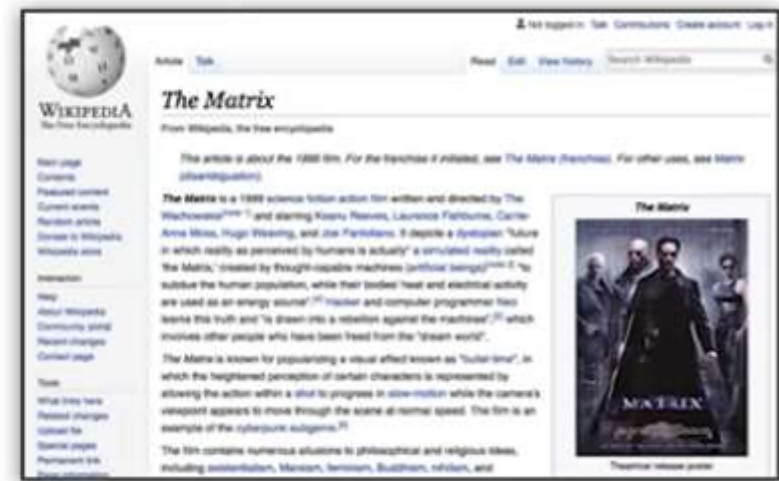 Not logged in Talk Contributions Create account Log in
Article Talk
Read Edit View history Search Wikipedia
WIKIPEDIA
The Free Encyclopedia
The Matrix
From Wikipedia, the free encyclopedia
This article is about the 1999 film. For the franchise it initiated, see The Matrix (franchise). For other uses, see Matrix
(disambiguation).
The Matrix is a 1999 science fiction action film written and directed by The
Wachowskis and starring Keanu Reeves, Laurence Fishburne, Carrie-
Anne Moss, Hugo Weaving, and Joe Pantoliano. It depicts a dystopian "future
in which reality as perceived by humans is actually" a simulated reality called
"the Matrix," created by thought-capable machines (artificial beings) "to
subdue the human population, while their bodies' heat and electrical activity
are used as an energy source". Hacker and computer programmer Neo
learns this truth and "is drawn into a rebellion against the machines", which
involves other people who have been freed from the "dream world".
The Matrix is known for popularizing a visual effect known as "bullet time", in
which the heightened perception of certain characters is represented by
allowing the action within a shot to progress in slow-motion while the camera's
viewpoint appears to move through the scene at normal speed. The film is an
example of the cyberpunk subgenre.
The film contains numerous allusions to philosophical and religious ideas,
including existentialism, Marxism, feminism, Buddhism, nihilism, and
The Matrix
MATRIX
Theatrical release poster
Main page
Contents
Featured content
Current events
Random article
Donate to Wikipedia
Wikipedia store
Interaction
Help
About Wikipedia
Community portal
Recent changes
Contact page
Tools
What links here
Related changes
Upload file
Special pages
Permanent link
Page information